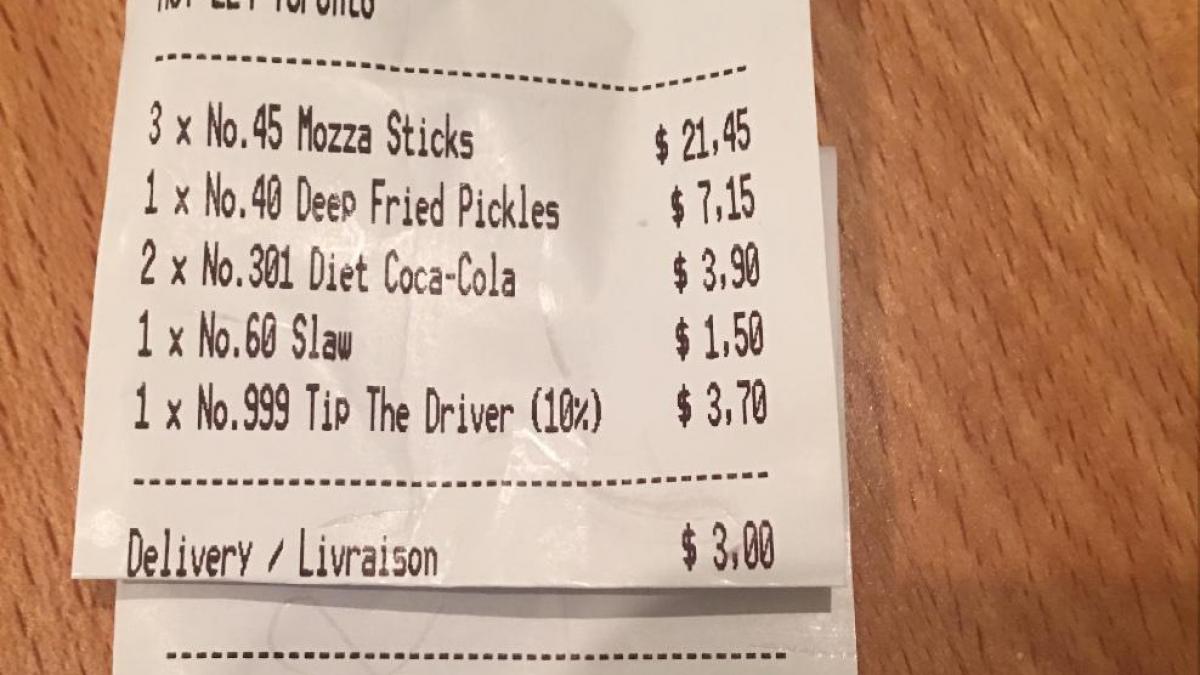 3 x No.45 Mozza Sticks $ 21,45
1 x No.40 Deep Fried Pickles $ 7,15
2 x No.301 Diet Coca-Cola $ 3,90
1 x No.60 Slaw $ 1,50
1 x No.999 Tip The Driver (10%) $ 3,70
Delivery / Livraison $ 3,00